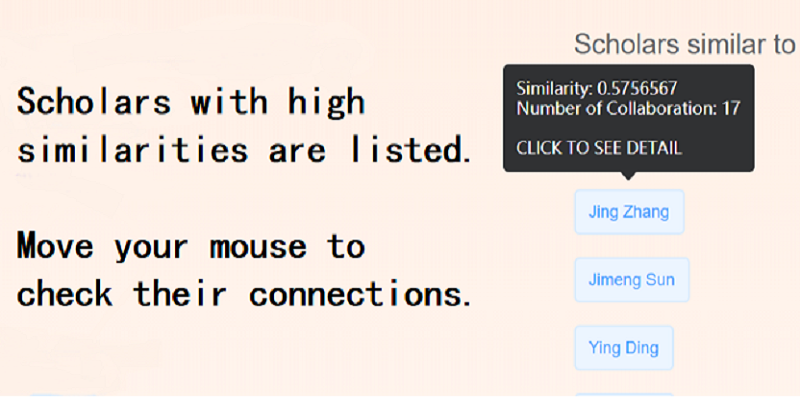 Scholars with high
similarities are listed.
Move your mouse to
check their connections.
Scholars similar to
Similarity: 0.5756567
Number of Collaboration: 17
CLICK TO SEE DETAIL
Jing Zhang
Jimeng Sun
Ying Ding